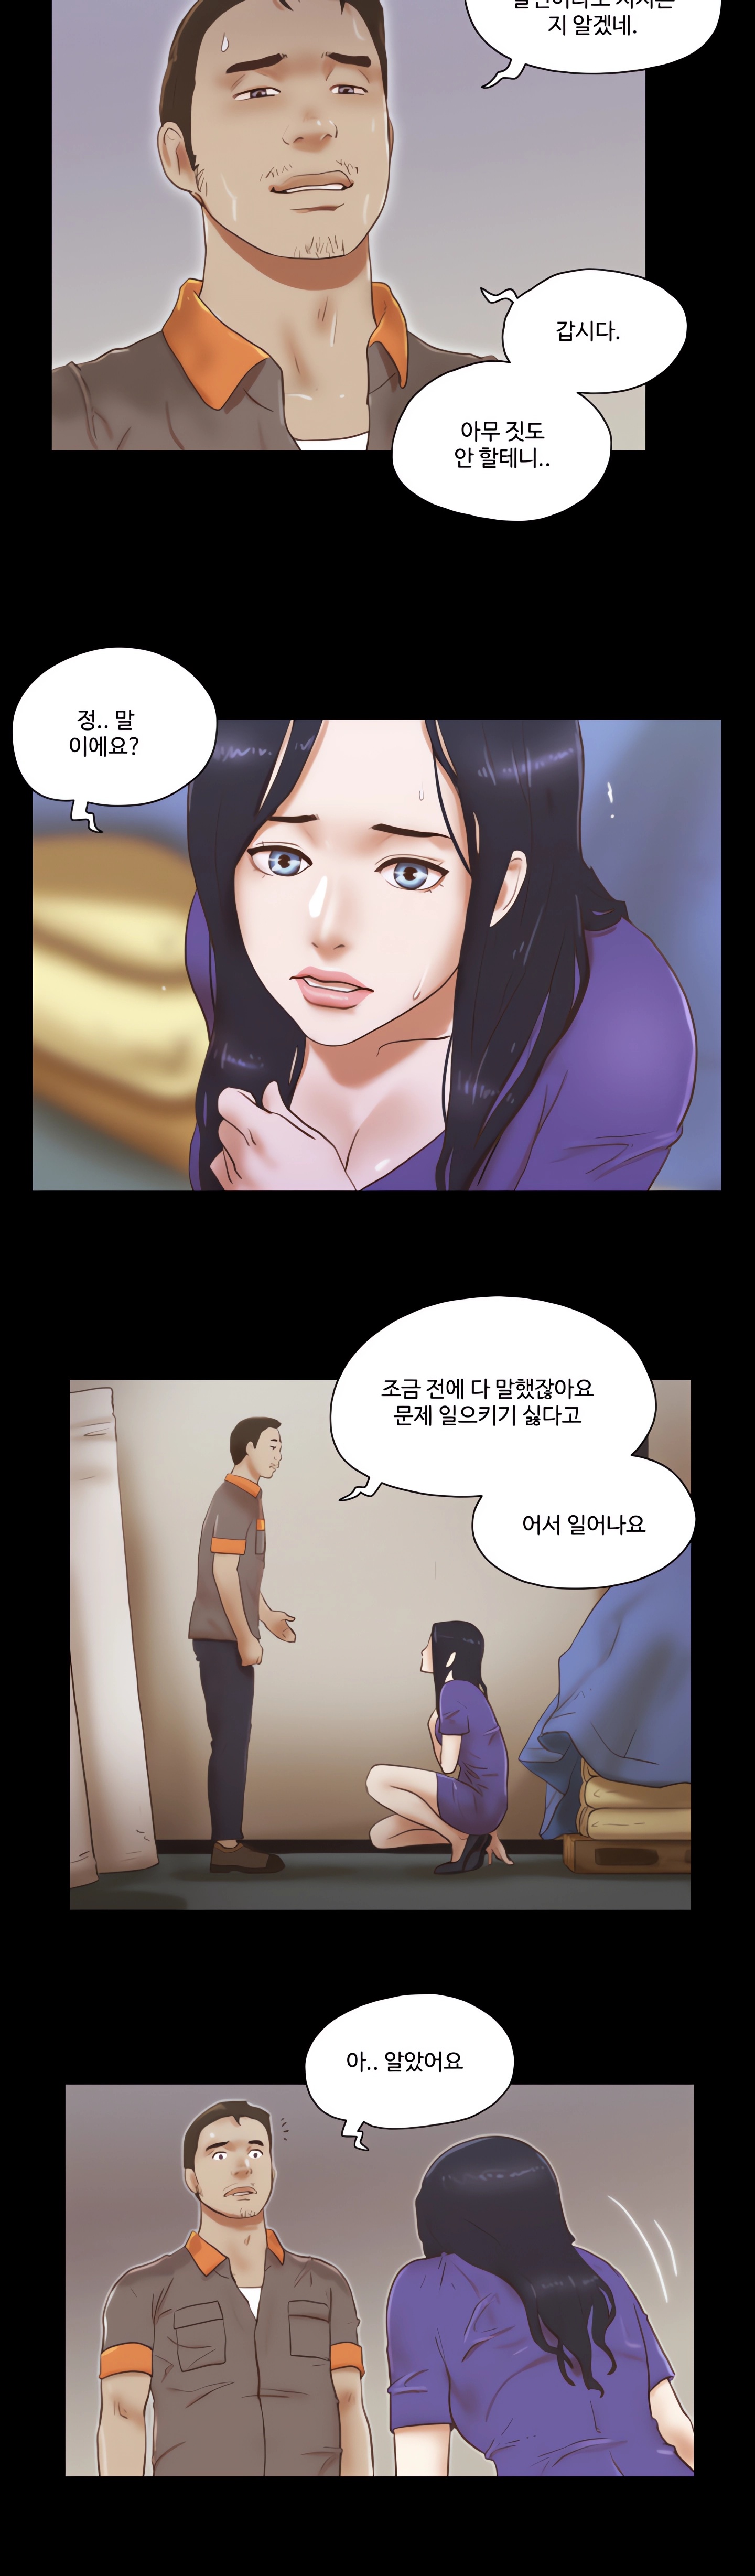 지 알겠네.
갑시다.
아무 짓도
안 할테니..
정.. 말
이에요?
조금 전에 다 말했잖아요
문제 일으키기 싫다고
어서 일어나요
아.. 알았어요